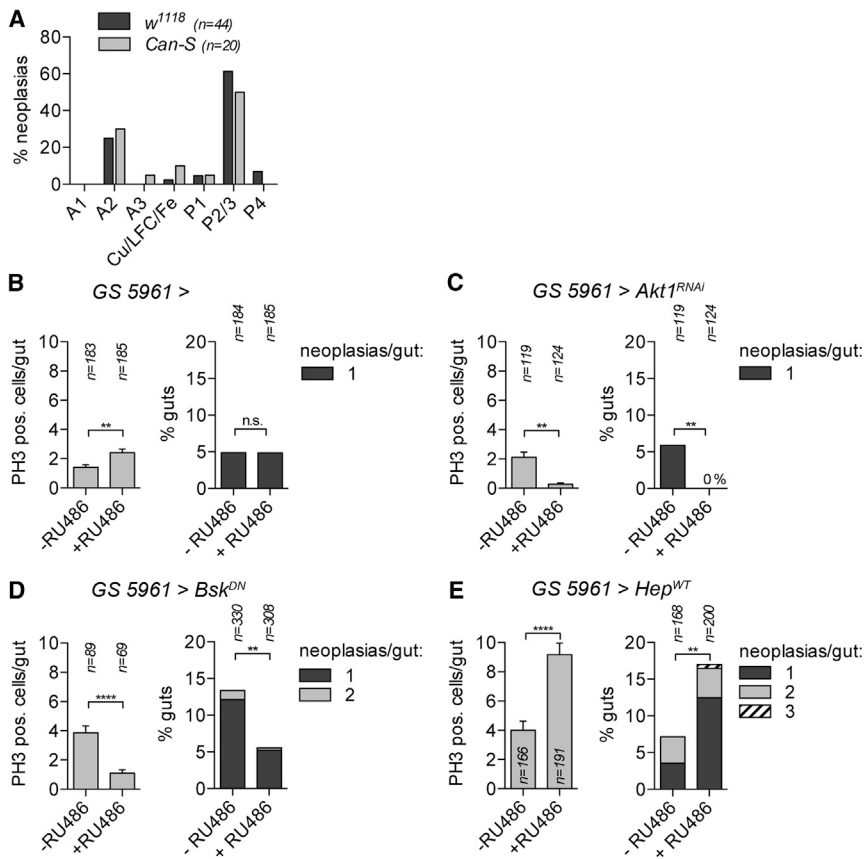 A
w1118 (n=44)
Can-S (n=20)
% neoplasias
80
60
40
20
0
A1
A2
A3
Cu/LFC/Fe
P1
P2/3
P4
B
GS 5961 >
PH3 pos. cells/gut
10
8
6
4
2
0
n=183
n=185
**
-RU486
+RU486
% guts
20
15
10
5
0
n=184
n=185
n.s.
- RU486
+ RU486
neoplasias/gut:
1
C
GS 5961 > Akt1RNAi
PH3 pos. cells/gut
10
8
6
4
2
0
n=119
n=124
**
-RU486
+RU486
% guts
20
15
10
5
0
n=119
n=124
**
0 %
- RU486
+ RU486
neoplasias/gut:
1
D
GS 5961 > BskDN
PH3 pos. cells/gut
10
8
6
4
2
0
n=89
n=69
****
-RU486
+RU486
% guts
20
15
10
5
0
n=330
n=308
**
- RU486
+ RU486
neoplasias/gut:
1
2
E
GS 5961 > HepWT
PH3 pos. cells/gut
10
8
6
4
2
0
****
n=166
n=191
-RU486
+RU486
% guts
20
15
10
5
0
n=168
n=200
**
- RU486
+ RU486
neoplasias/gut:
1
2
3